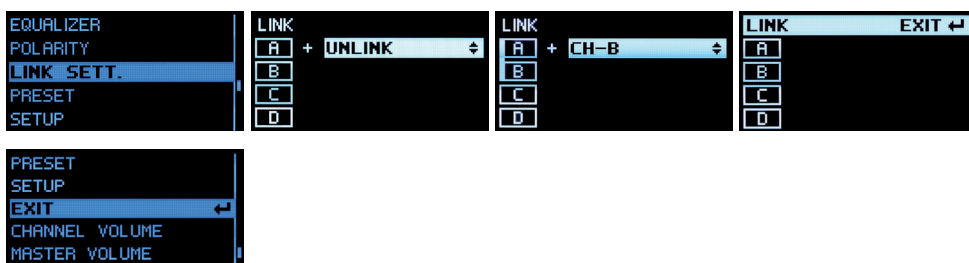 EQUALIZER
POLARITY
LINK SETT.
PRESET
SETUP
LINK
A + UNLINK
B
C
D
LINK
A + CH-B
B
C
D
LINK EXIT ↵
A
B
C
D
PRESET
SETUP
EXIT ↵
CHANNEL VOLUME
MASTER VOLUME